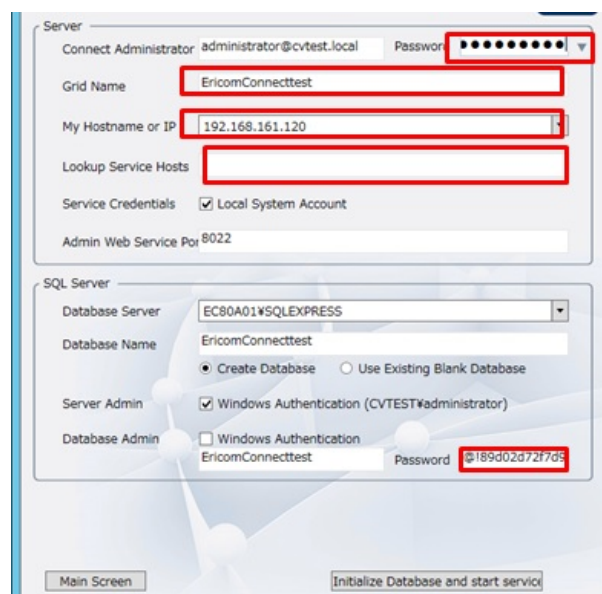 Server
Connect Administrator administrator@cvtest.local Password ●●●●●●●●●
Grid Name EricomConnecttest
My Hostname or IP 192.168.161.120
Lookup Service Hosts
Service Credentials Local System Account
Admin Web Service Por 8022
SQL Server
Database Server EC80A01¥SQLEXPRESS
Database Name EricomConnecttest
Create Database Use Existing Blank Database
Server Admin Windows Authentication (CVTEST¥administrator)
Database Admin Windows Authentication
EricomConnecttest Password @!89d02d72f7d9
Main Screen Initialize Database and start service